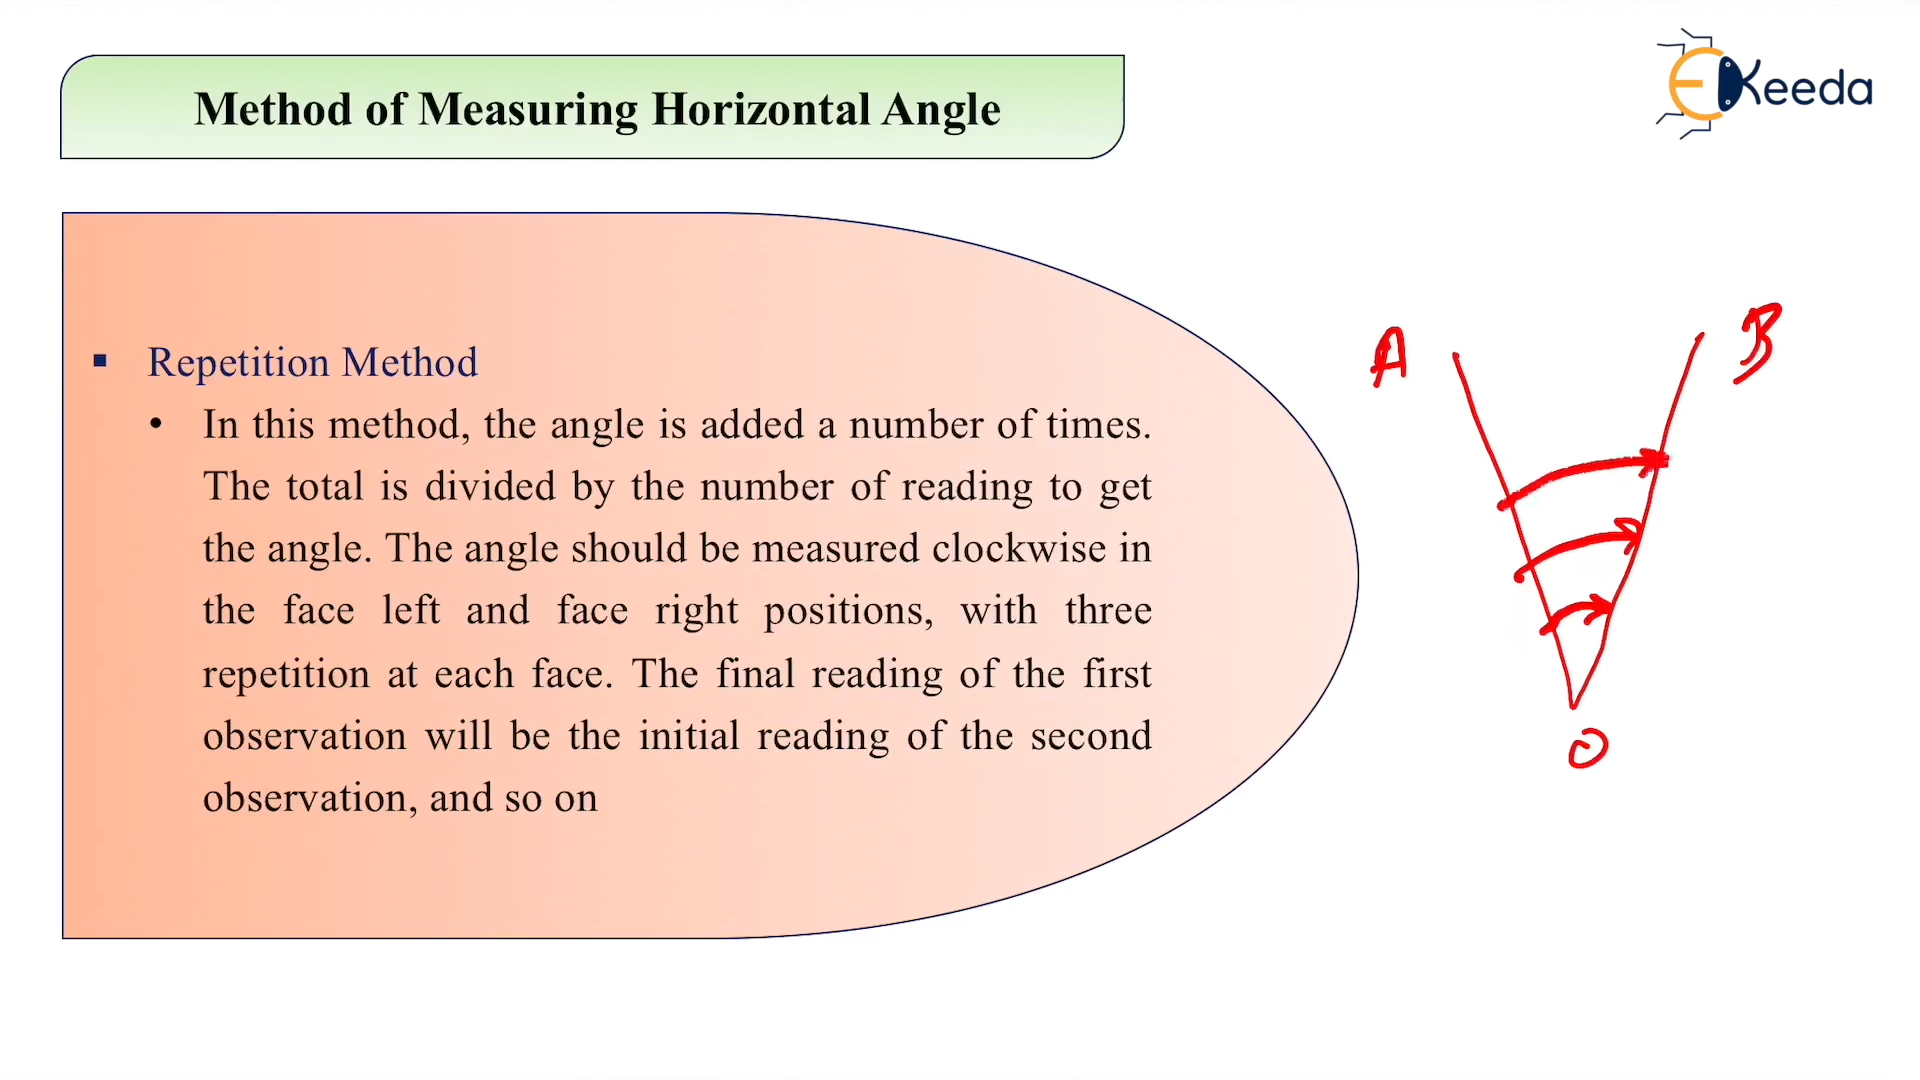 Method of Measuring Horizontal Angle
EKeeda
▪ Repetition Method
• In this method, the angle is added a number of times.
The total is divided by the number of reading to get
the angle. The angle should be measured clockwise in
the face left and face right positions, with three
repetition at each face. The final reading of the first
observation will be the initial reading of the second
observation, and so on
A
B
O